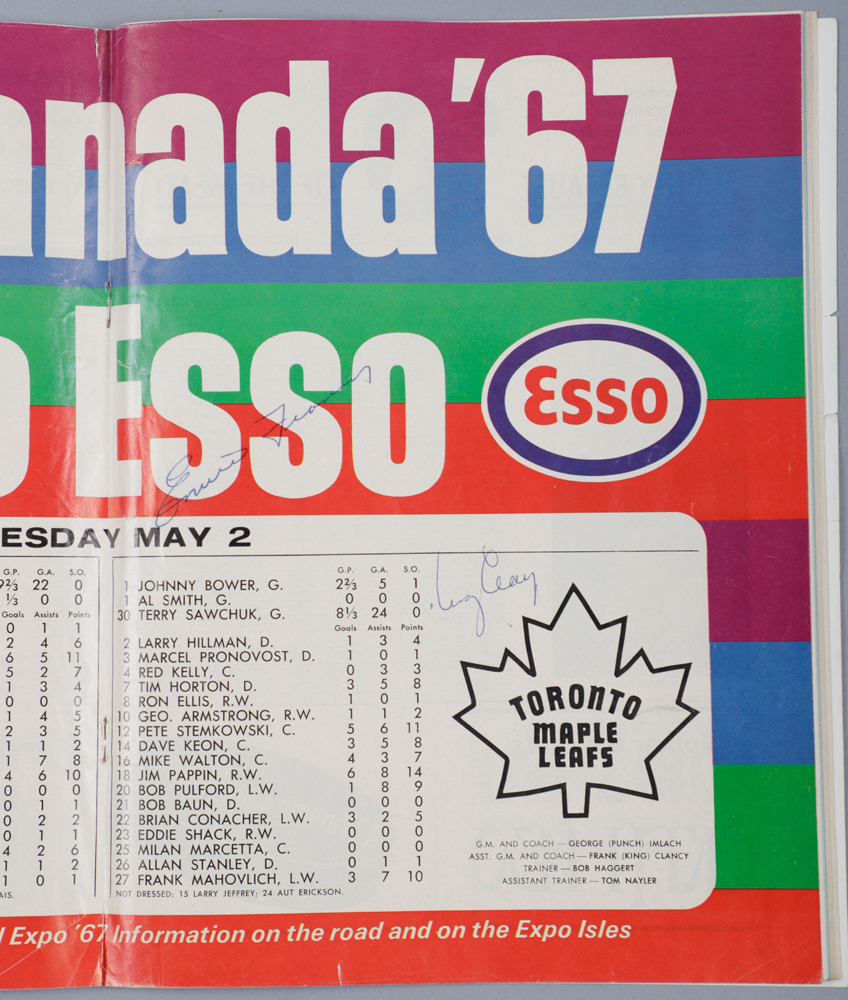 anada '67
Esso
Esso
Emile Francis
ESDAY MAY 2
G.P. G.A. S.O.
9⅔ 22 0
⅓ 0 0
Goals Assists Points
0 1 1
2 4 6
6 5 11
5 2 7
1 3 4
0 0 0
1 4 5
2 3 5
1 1 2
1 7 8
4 6 10
0 0 0
0 1 1
0 2 2
0 1 1
4 2 6
1 1 2
1 0 1
AIS.
G.P. G.A. S.O.
1 JOHNNY BOWER, G. 2⅔ 5 1
1 AL SMITH, G. 0 0 0
30 TERRY SAWCHUK, G. 8⅓ 24 0
Goals Assists Points
2 LARRY HILLMAN, D. 1 3 4
3 MARCEL PRONOVOST, D. 1 0 1
4 RED KELLY, C. 0 3 3
7 TIM HORTON, D. 3 5 8
8 RON ELLIS, R.W. 1 0 1
10 GEO. ARMSTRONG, R.W. 1 1 2
12 PETE STEMKOWSKI, C. 5 6 11
14 DAVE KEON, C. 3 5 8
16 MIKE WALTON, C. 4 3 7
18 JIM PAPPIN, R.W. 6 8 14
20 BOB PULFORD, L.W. 1 8 9
21 BOB BAUN, D. 0 0 0
22 BRIAN CONACHER, L.W. 3 2 5
23 EDDIE SHACK, R.W. 0 0 0
25 MILAN MARCETTA, C. 0 0 0
26 ALLAN STANLEY, D. 0 1 1
27 FRANK MAHOVLICH, L.W. 3 7 10
NOT DRESSED: 15 LARRY JEFFREY; 24 AUT ERICKSON.
King Clancy
TORONTO
MAPLE
LEAFS
G.M. AND COACH — GEORGE (PUNCH) IMLACH
ASST. G.M. AND COACH — FRANK (KING) CLANCY
TRAINER — BOB HAGGERT
ASSISTANT TRAINER — TOM NAYLER
Expo '67 Information on the road and on the Expo Isles